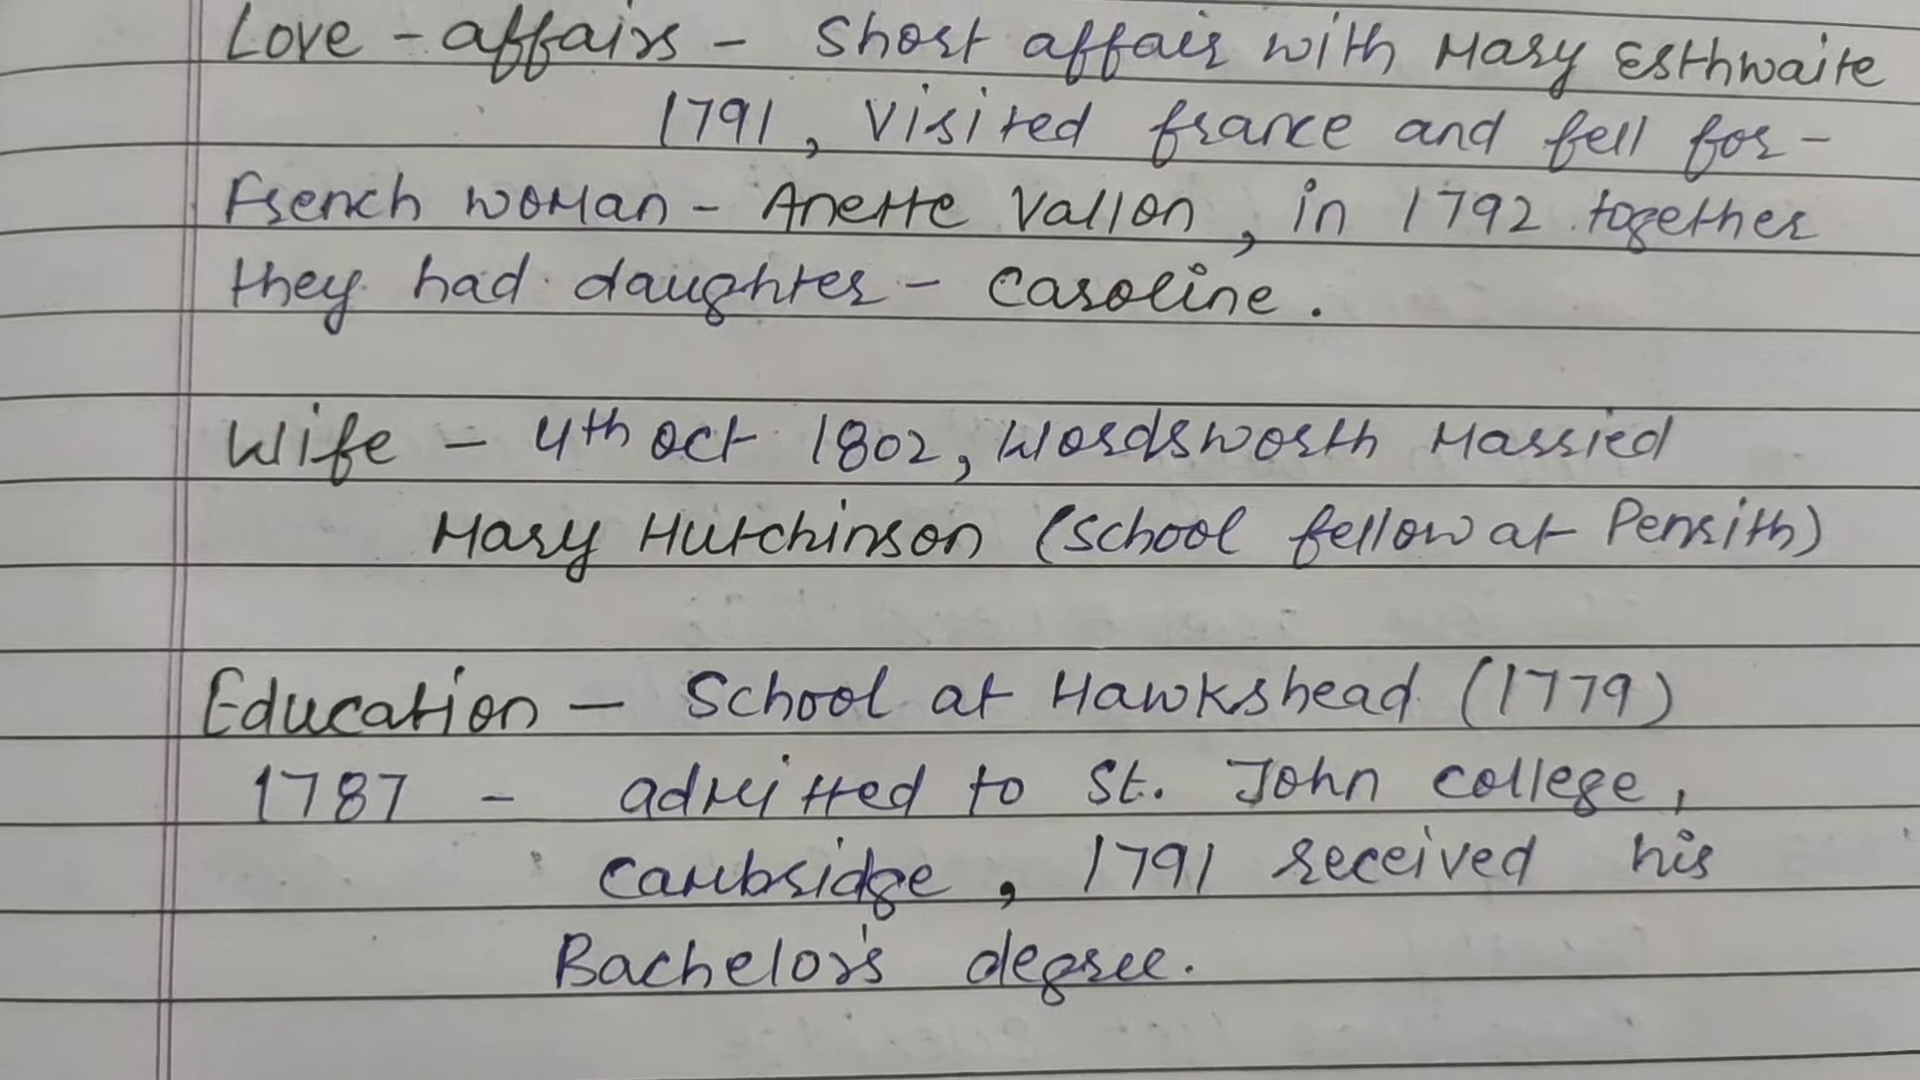 Love - affairs - Short affair with Mary Esthwaite
1791, Visited france and fell for -
French woman - Anette Vallon, in 1792 together
they had daughter - Caroline.
Wife - 4th oct 1802, Wordsworth Married
Mary Hutchinson (School fellow at Penrith)
Education - School at Hawkshead (1779)
1787 - admitted to St. John college,
Cambridge, 1791 received his
Bachelor's degree.